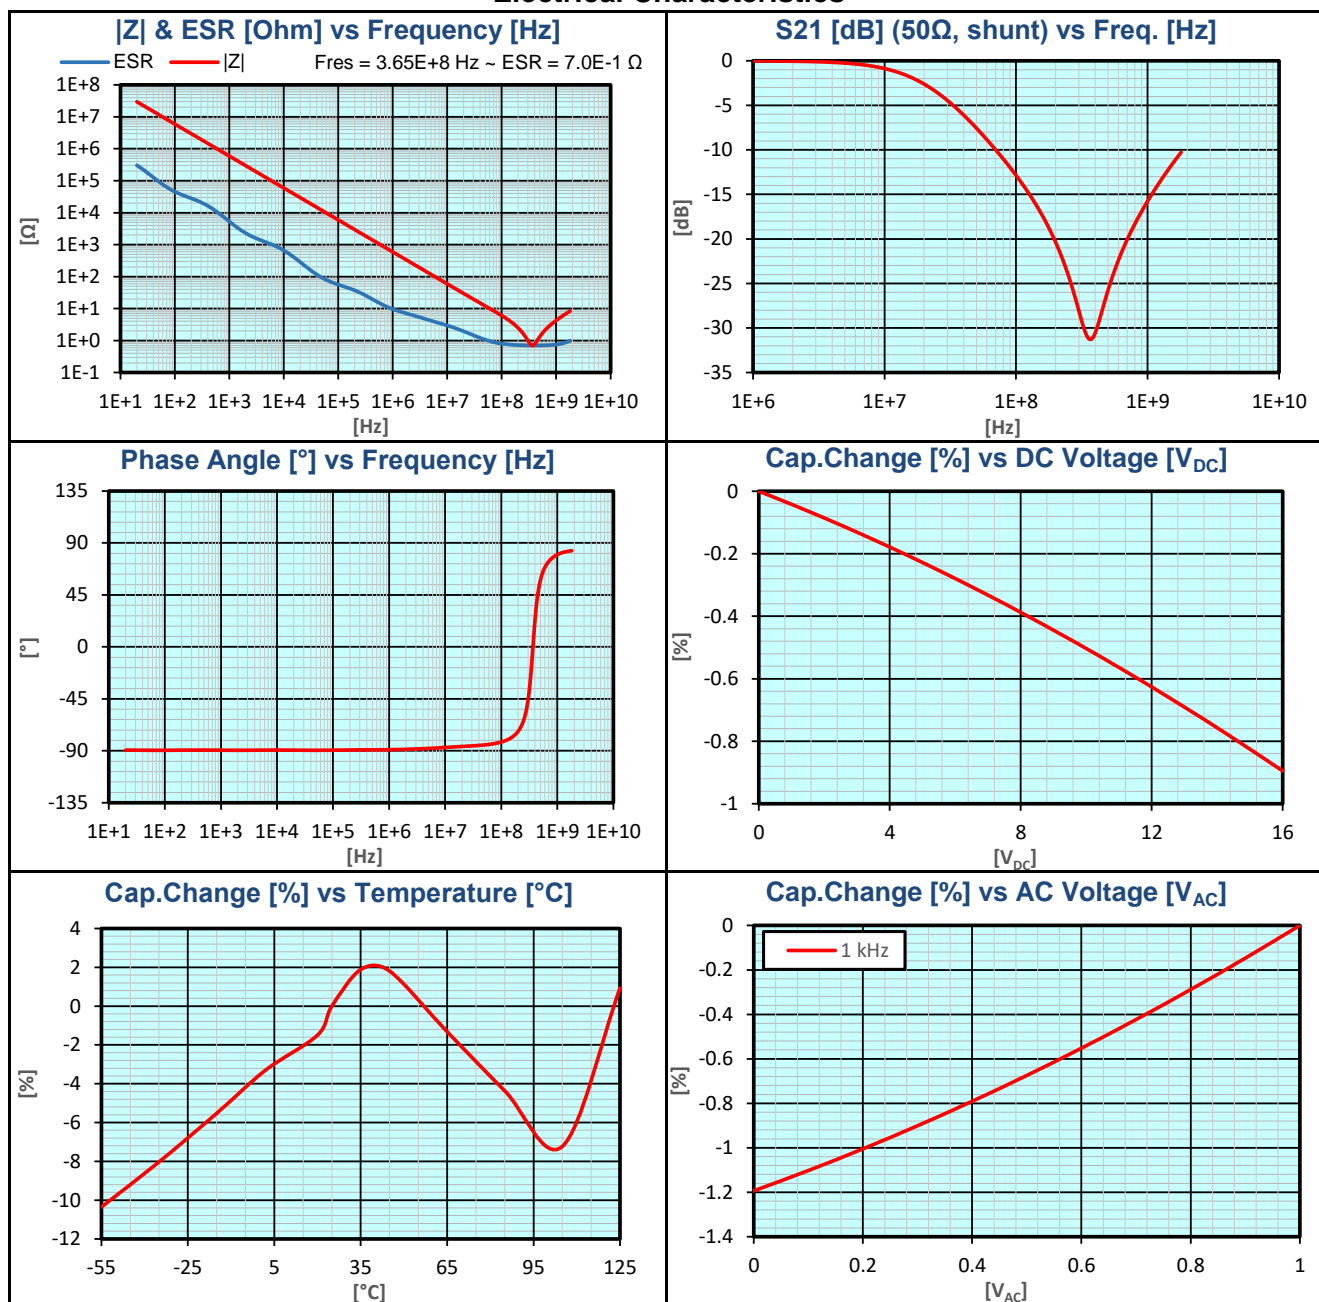 |Z| & ESR [Ohm] vs Frequency [Hz]
ESR |Z| Fres = 3.65E+8 Hz ~ ESR = 7.0E-1 Ω
1E+8
1E+7
1E+6
1E+5
1E+4
1E+3
1E+2
1E+1
1E+0
1E-1
[Ω]
1E+1 1E+2 1E+3 1E+4 1E+5 1E+6 1E+7 1E+8 1E+9 1E+10
[Hz]
S21 [dB] (50Ω, shunt) vs Freq. [Hz]
0
-5
-10
-15
-20
-25
-30
-35
[dB]
1E+6 1E+7 1E+8 1E+9 1E+10
[Hz]
Phase Angle [°] vs Frequency [Hz]
135
90
45
0
-45
-90
-135
[°]
1E+1 1E+2 1E+3 1E+4 1E+5 1E+6 1E+7 1E+8 1E+9 1E+10
[Hz]
Cap.Change [%] vs DC Voltage [VDC]
0
-0.2
-0.4
-0.6
-0.8
-1
[%]
0 4 8 12 16
[VDC]
Cap.Change [%] vs Temperature [°C]
4
2
0
-2
-4
-6
-8
-10
-12
[%]
-55 -25 5 35 65 95 125
[°C]
Cap.Change [%] vs AC Voltage [VAC]
1 kHz
0
-0.2
-0.4
-0.6
-0.8
-1
-1.2
-1.4
[%]
0 0.2 0.4 0.6 0.8 1
[VAC]